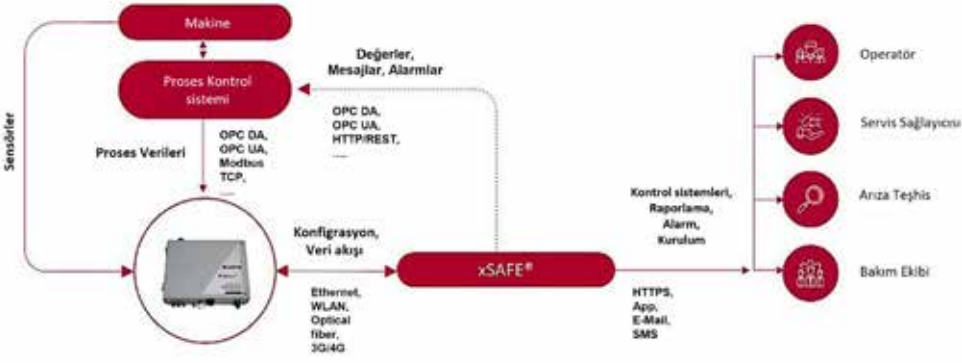 Makine
Proses Kontrol
sistemi
Sensörler
Proses Verileri
OPC DA,
OPC UA,
Modbus
TCP,
.....
Değerler,
Mesajlar, Alarmlar
OPC DA,
OPC UA,
HTTP/REST,
.....
Konfigrasyon,
Veri akışı
Ethernet,
WLAN,
Optical
fiber,
3G/4G
xSAFE®
Kontrol sistemleri,
Raporlama,
Alarm,
Kurulum
HTTPS,
App,
E-Mail,
SMS
Operatör
Servis Sağlayıcısı
Arıza Teşhis
Bakım Ekibi